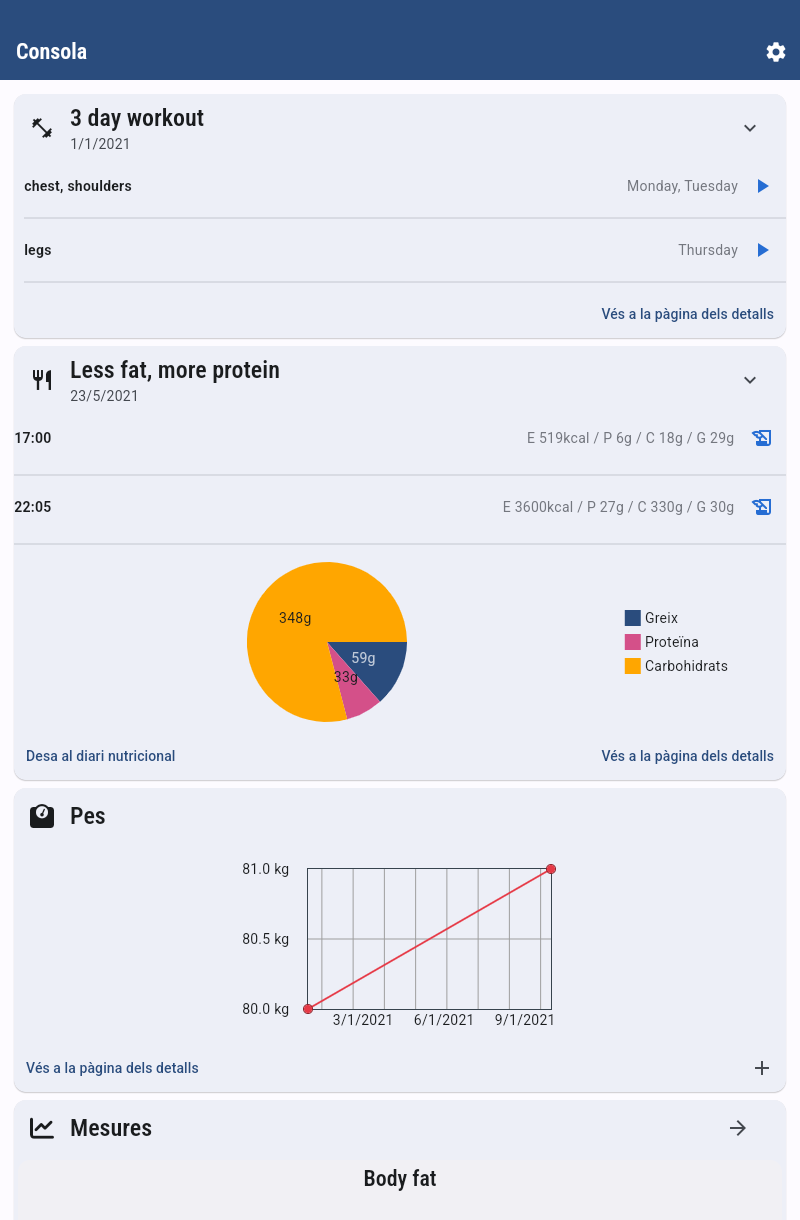 Consola
3 day workout
1/1/2021
chest, shoulders Monday, Tuesday
legs Thursday
Vés a la pàgina dels detalls
Less fat, more protein
23/5/2021
17:00 E 519kcal / P 6g / C 18g / G 29g
22:05 E 3600kcal / P 27g / C 330g / G 30g
348g
59g
33g
Greix
Proteïna
Carbohidrats
Desa al diari nutricional Vés a la pàgina dels detalls
Pes
81.0 kg
80.5 kg
80.0 kg
3/1/2021 6/1/2021 9/1/2021
Vés a la pàgina dels detalls
Mesures
Body fat